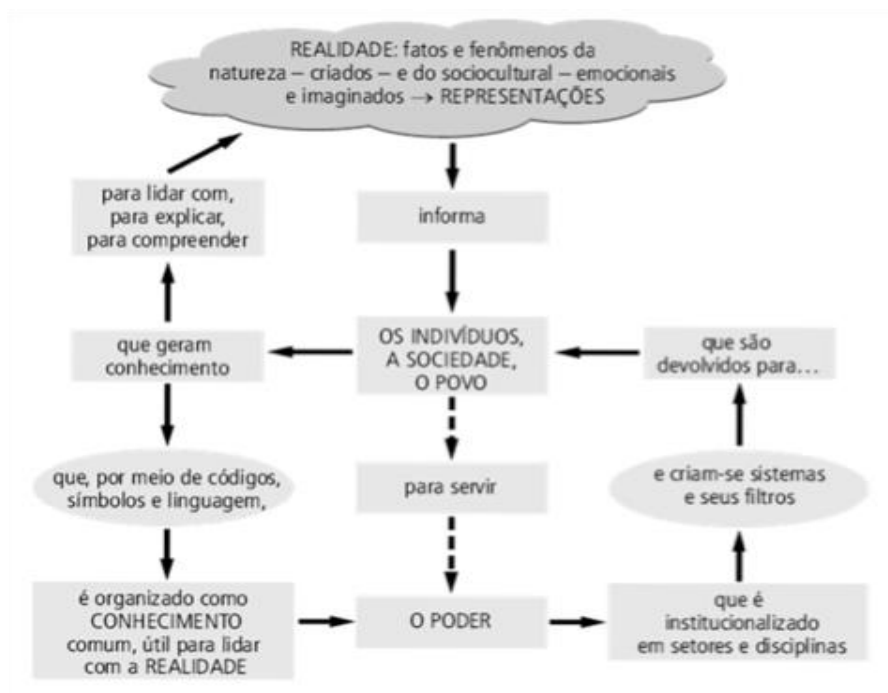 REALIDADE: fatos e fenômenos da
natureza – criados – e do sociocultural – emocionais
e imaginados → REPRESENTAÇÕES
para lidar com,
para explicar,
para compreender
informa
que geram
conhecimento
OS INDIVÍDUOS,
A SOCIEDADE,
O POVO
que são
devolvidos para...
que, por meio de códigos,
símbolos e linguagem,
para servir
e criam-se sistemas
e seus filtros
é organizado como
CONHECIMENTO
comum, útil para lidar
com a REALIDADE
O PODER
que é
institucionalizado
em setores e disciplinas